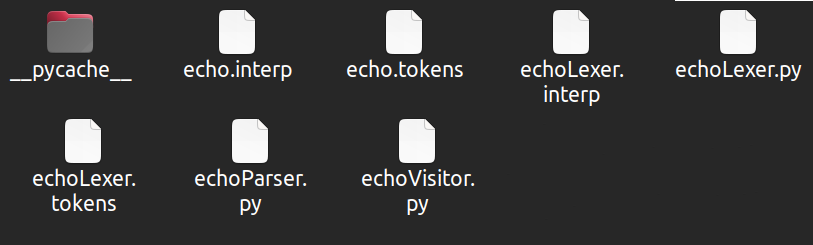 __pycache__
echo.interp
echo.tokens
echoLexer.
interp
echoLexer.py
echoLexer.
tokens
echoParser.
py
echoVisitor.
py